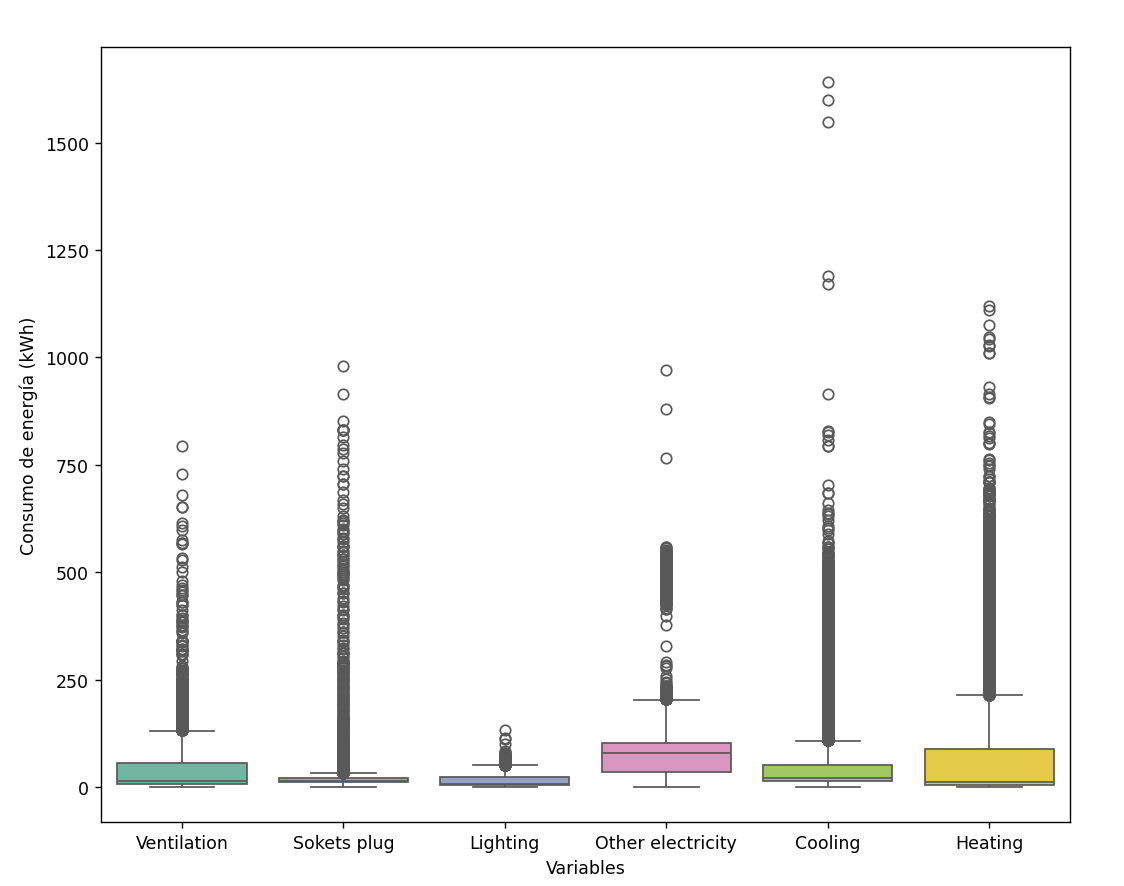 Consumo de energía (kWh)
1500
1250
1000
750
500
250
0
Ventilation
Sokets plug
Lighting
Other electricity
Cooling
Heating
Variables